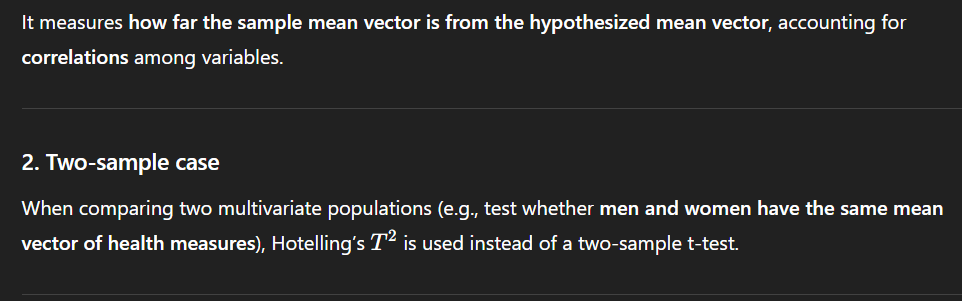 It measures how far the sample mean vector is from the hypothesized mean vector, accounting for
correlations among variables.
2. Two-sample case
When comparing two multivariate populations (e.g., test whether men and women have the same mean
vector of health measures), Hotelling’s T² is used instead of a two-sample t-test.